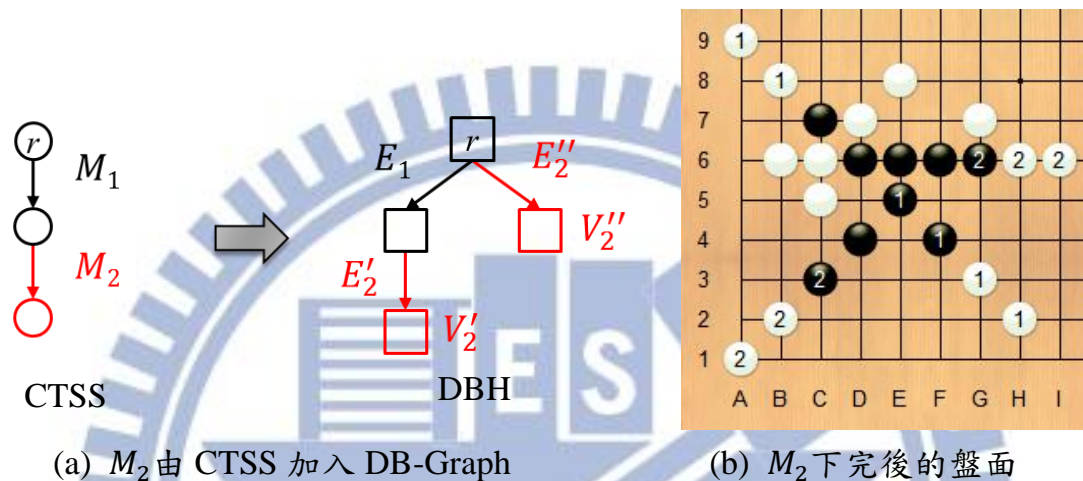 r
M₁
M₂
CTSS
r
E₁
E₂''
V₂''
E₂'
V₂'
DBH
ES
(a) M₂由 CTSS 加入 DB-Graph
9 1
8 1
7
6 2 2 2
5 1
4 1
3 2 1
2 2 1
1 2
A B C D E F G H I
(b) M₂下完後的盤面